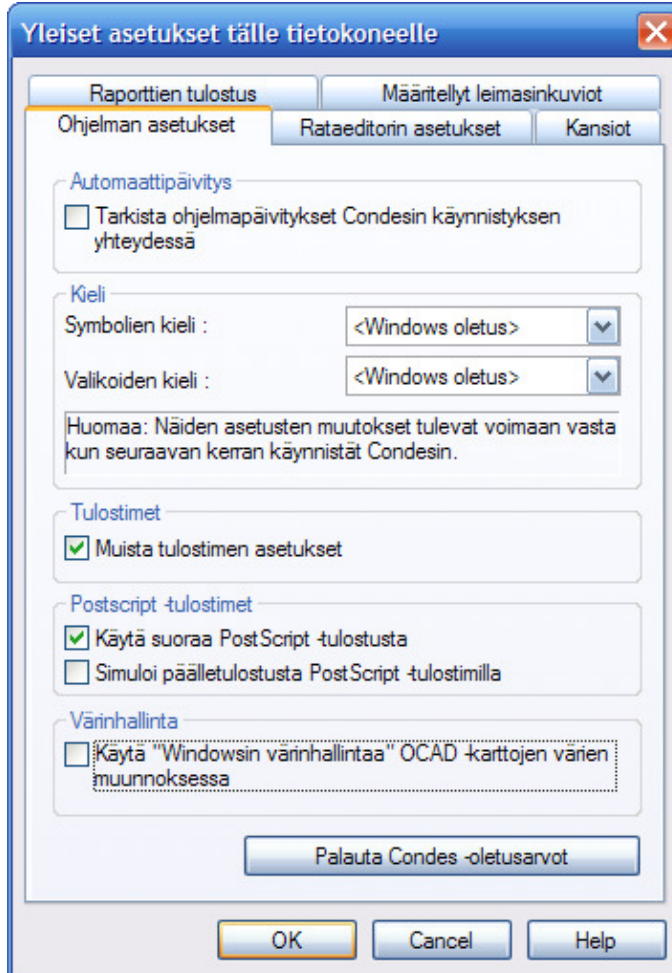 Yleiset asetukset tälle tietokoneelle
Raporttien tulostus
Määritellyt leimasinkuviot
Ohjelman asetukset
Rataeditorin asetukset
Kansiot
Automaattipäivitys
Tarkista ohjelmapäivitykset Condesin käynnistyksen
yhteydessä
Kieli
Symbolien kieli :
<Windows oletus>
Valikoiden kieli :
<Windows oletus>
Huomaa: Näiden asetusten muutokset tulevat voimaan vasta
kun seuraavan kerran käynnistät Condesin.
Tulostimet
Muista tulostimen asetukset
Postscript -tulostimet
Käytä suoraa PostScript -tulostusta
Simuloi päälletulostusta PostScript -tulostimilla
Värinhallinta
Käytä "Windowsin värinhallintaa" OCAD -karttojen värien
muunnoksessa
Palauta Condes -oletusarvot
OK
Cancel
Help